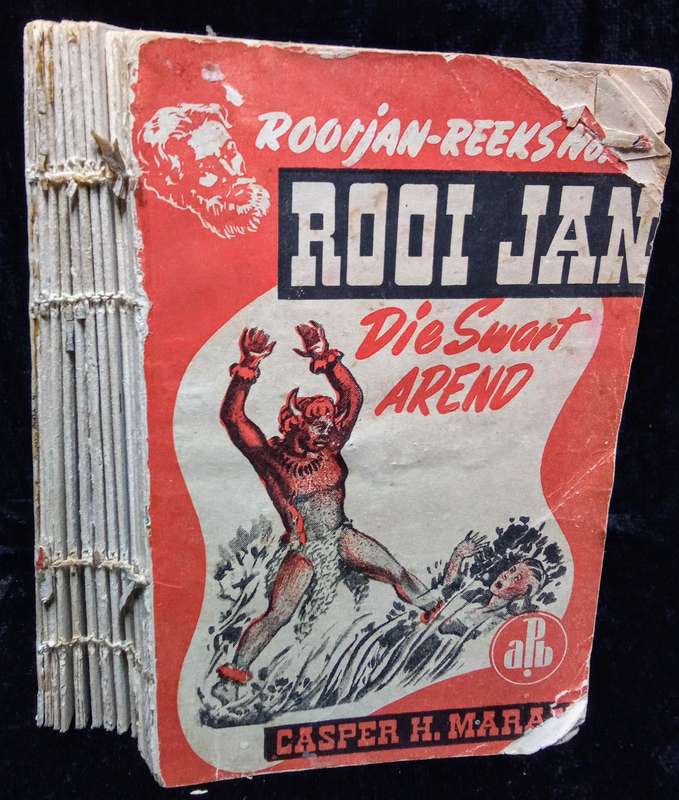 Rooijan-REEKS No.
ROOI JAN
Die Swart
AREND
aPb
CASPER H. MARA